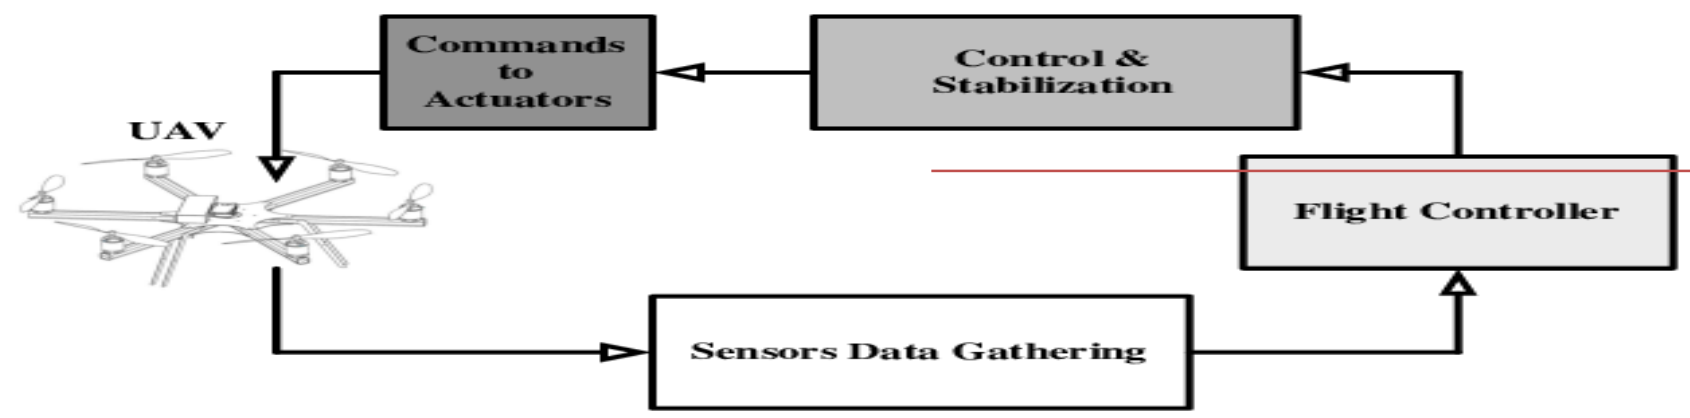 Commands
to
Actuators
Control &
Stabilization
UAV
Flight Controller
Sensors Data Gathering